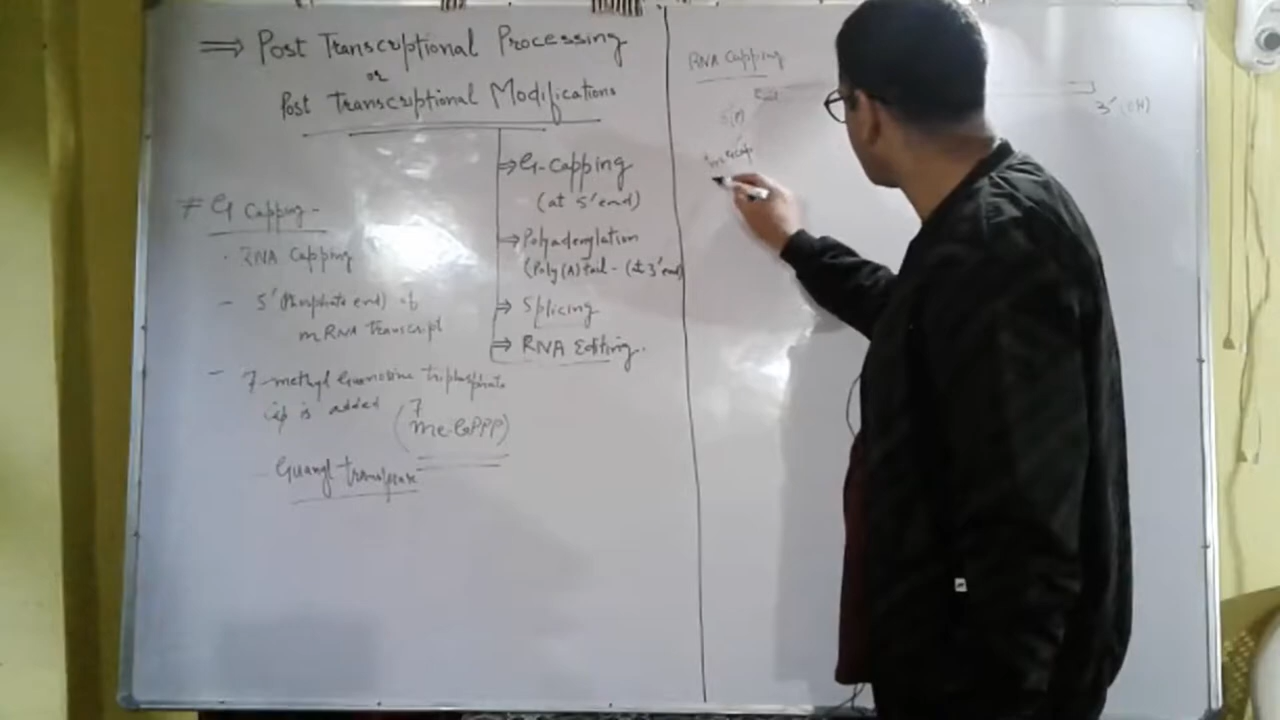 ⇒ Post Transcriptional Processing
or
Post Transcriptional Modifications
⇒ G-Capping
(at 5' end)
⇒ Polyadenylation
(Poly(A) tail - (at 3' end)
⇒ Splicing
⇒ RNA Editing.
# G Capping -
· RNA Capping
- 5' (Phosphate end) of
mRNA Transcript
- 7-methyl Guanosine triphosphate
Cap is added (7
Me-GPPP)
- Guanyl transferase
RNA Capping
3' (OH)
5' (P)